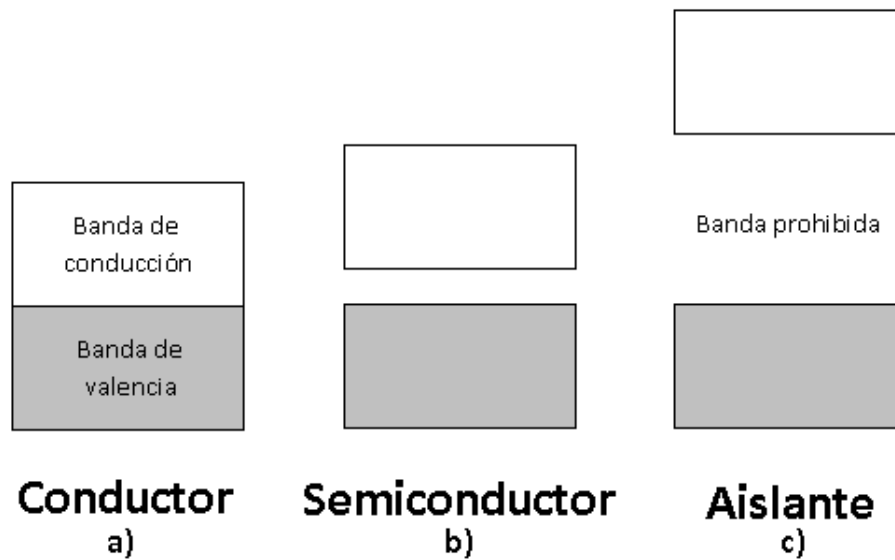 Banda de
conducción
Banda de
valencia
Banda prohibida
Conductor
a)
Semiconductor
b)
Aislante
c)